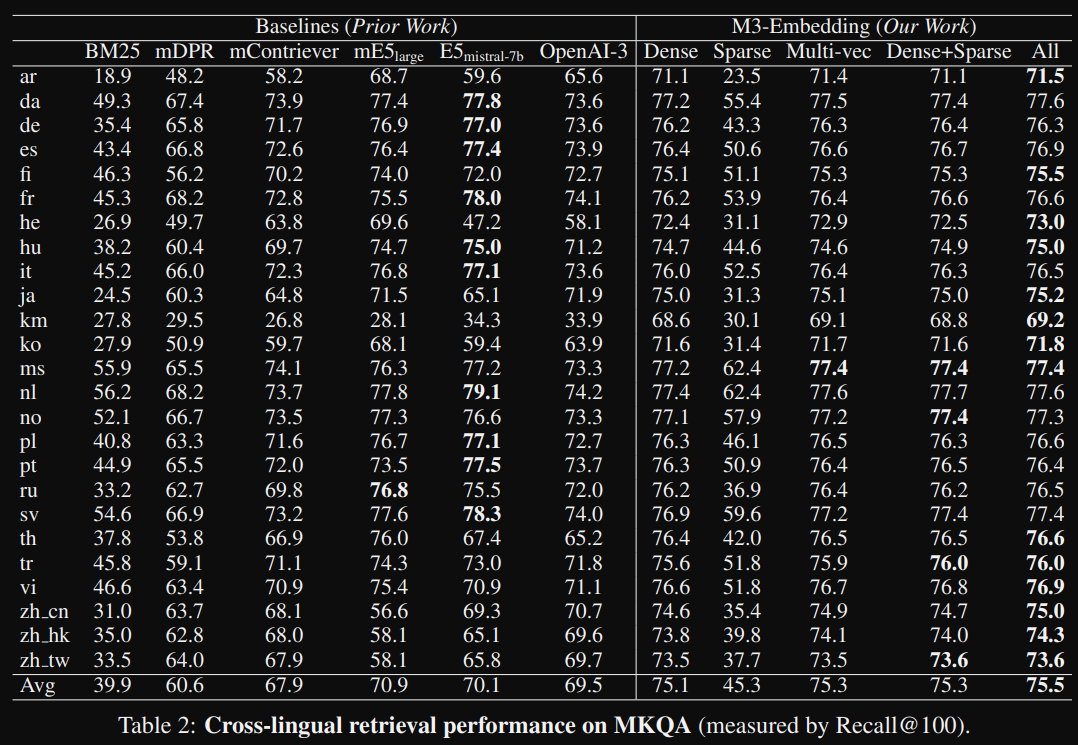 Baselines (Prior Work) M3-Embedding (Our Work)
BM25 mDPR mContriever mE5large E5mistral-7b OpenAI-3 Dense Sparse Multi-vec Dense+Sparse All
ar 18.9 48.2 58.2 68.7 59.6 65.6 71.1 23.5 71.4 71.1 71.5
da 49.3 67.4 73.9 77.4 77.8 73.6 77.2 55.4 77.5 77.4 77.6
de 35.4 65.8 71.7 76.9 77.0 73.6 76.2 43.3 76.3 76.4 76.3
es 43.4 66.8 72.6 76.4 77.4 73.9 76.4 50.6 76.6 76.7 76.9
fi 46.3 56.2 70.2 74.0 72.0 72.7 75.1 51.1 75.3 75.3 75.5
fr 45.3 68.2 72.8 75.5 78.0 74.1 76.2 53.9 76.4 76.6 76.6
he 26.9 49.7 63.8 69.6 47.2 58.1 72.4 31.1 72.9 72.5 73.0
hu 38.2 60.4 69.7 74.7 75.0 71.2 74.7 44.6 74.6 74.9 75.0
it 45.2 66.0 72.3 76.8 77.1 73.6 76.0 52.5 76.4 76.3 76.5
ja 24.5 60.3 64.8 71.5 65.1 71.9 75.0 31.3 75.1 75.0 75.2
km 27.8 29.5 26.8 28.1 34.3 33.9 68.6 30.1 69.1 68.8 69.2
ko 27.9 50.9 59.7 68.1 59.4 63.9 71.6 31.4 71.7 71.6 71.8
ms 55.9 65.5 74.1 76.3 77.2 73.3 77.2 62.4 77.4 77.4 77.4
nl 56.2 68.2 73.7 77.8 79.1 74.2 77.4 62.4 77.6 77.7 77.6
no 52.1 66.7 73.5 77.3 76.6 73.3 77.1 57.9 77.2 77.4 77.3
pl 40.8 63.3 71.6 76.7 77.1 72.7 76.3 46.1 76.5 76.3 76.6
pt 44.9 65.5 72.0 73.5 77.5 73.7 76.3 50.9 76.4 76.5 76.4
ru 33.2 62.7 69.8 76.8 75.5 72.0 76.2 36.9 76.4 76.2 76.5
sv 54.6 66.9 73.2 77.6 78.3 74.0 76.9 59.6 77.2 77.4 77.4
th 37.8 53.8 66.9 76.0 67.4 65.2 76.4 42.0 76.5 76.5 76.6
tr 45.8 59.1 71.1 74.3 73.0 71.8 75.6 51.8 75.9 76.0 76.0
vi 46.6 63.4 70.9 75.4 70.9 71.1 76.6 51.8 76.7 76.8 76.9
zh_cn 31.0 63.7 68.1 56.6 69.3 70.7 74.6 35.4 74.9 74.7 75.0
zh_hk 35.0 62.8 68.0 58.1 65.1 69.6 73.8 39.8 74.1 74.0 74.3
zh_tw 33.5 64.0 67.9 58.1 65.8 69.7 73.5 37.7 73.5 73.6 73.6
Avg 39.9 60.6 67.9 70.9 70.1 69.5 75.1 45.3 75.3 75.3 75.5
Table 2: Cross-lingual retrieval performance on MKQA (measured by Recall@100).